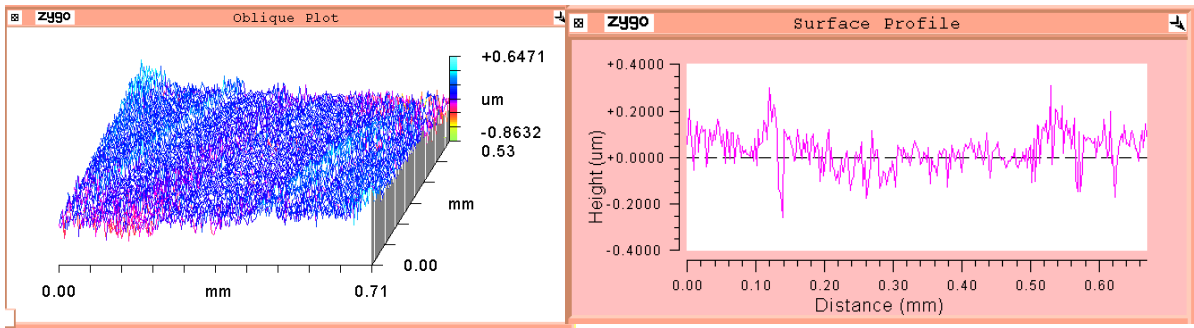 zygo
Oblique Plot
+0.6471
um
-0.8632
0.53
mm
0.00
0.00
mm
0.71
zygo
Surface Profile
+0.4000
+0.2000
+0.0000
-0.2000
-0.4000
Height (um)
0.00 0.10 0.20 0.30 0.40 0.50 0.60
Distance (mm)